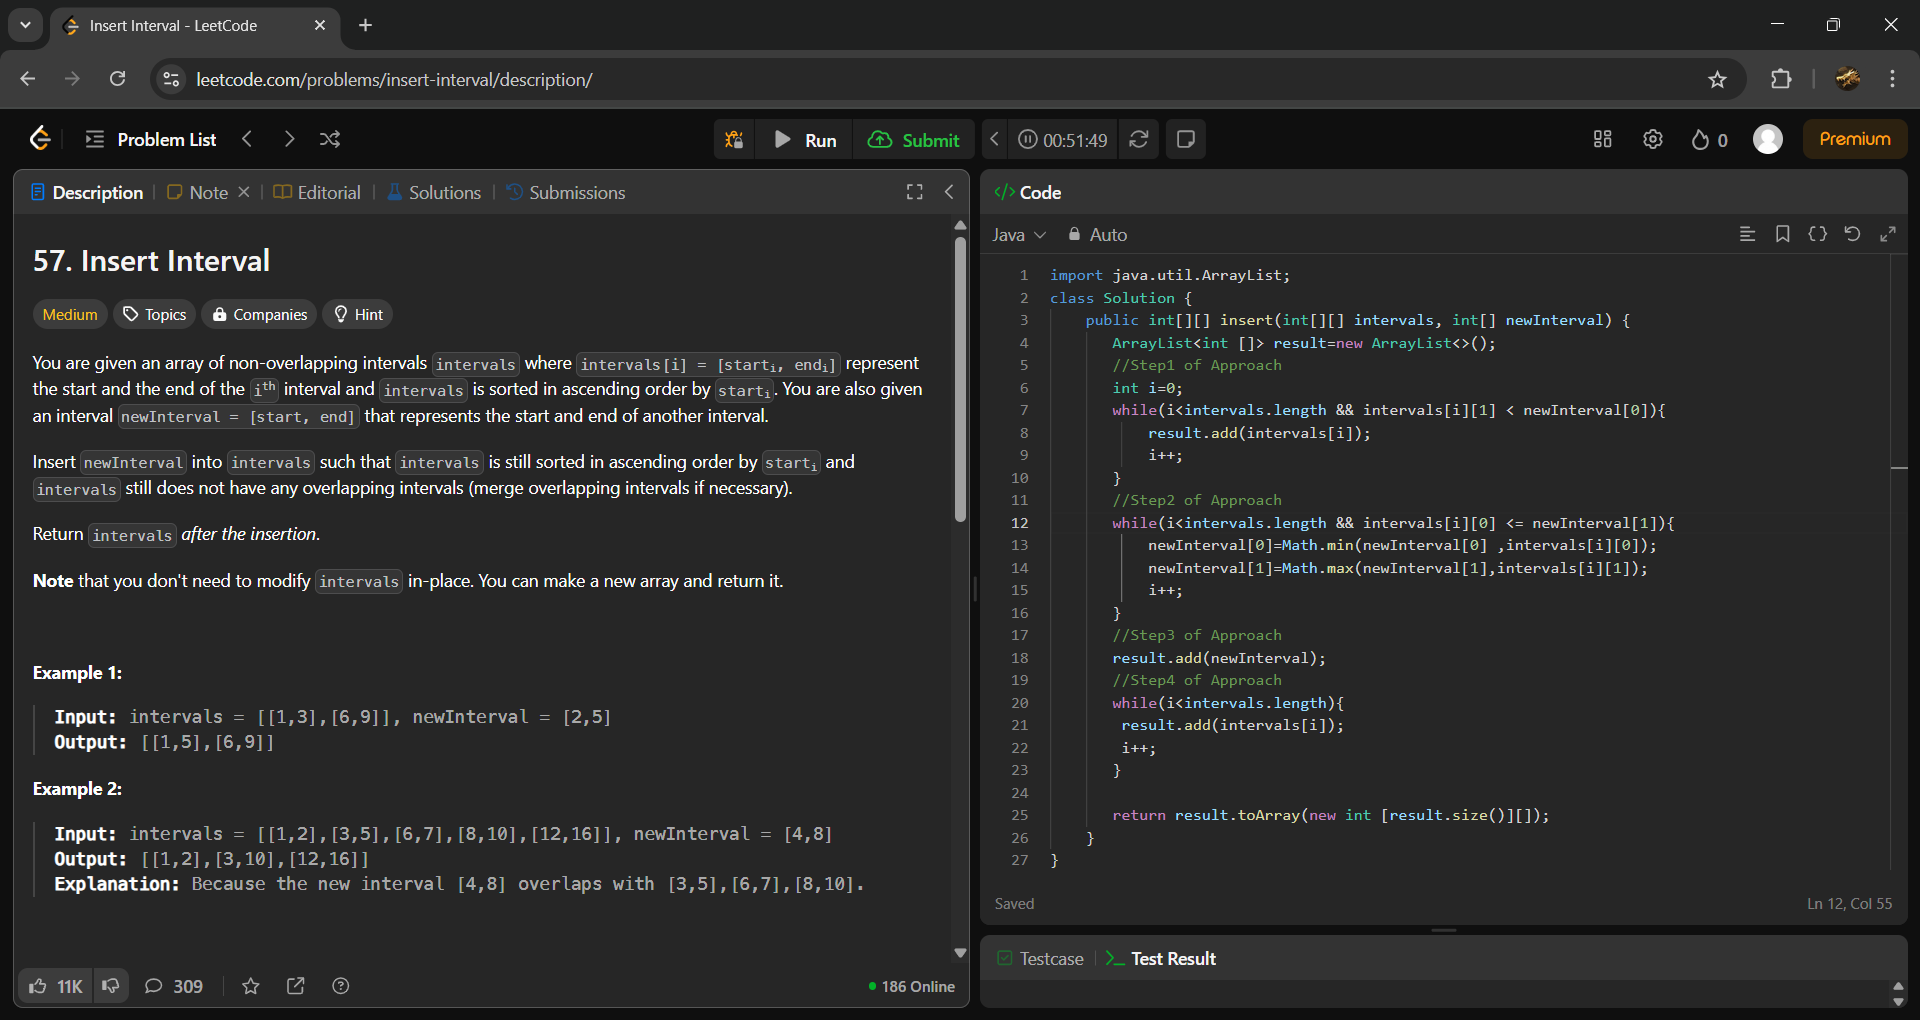 Insert Interval - LeetCode
leetcode.com/problems/insert-interval/description/
Problem List
Run
Submit
00:51:49
0
Premium
Description
Note
Editorial
Solutions
Submissions
57. Insert Interval
Medium
Topics
Companies
Hint
You are given an array of non-overlapping intervals intervals where intervals[i] = [starti, endi] represent
the start and the end of the ith interval and intervals is sorted in ascending order by starti. You are also given
an interval newInterval = [start, end] that represents the start and end of another interval.
Insert newInterval into intervals such that intervals is still sorted in ascending order by starti and
intervals still does not have any overlapping intervals (merge overlapping intervals if necessary).
Return intervals after the insertion.
Note that you don't need to modify intervals in-place. You can make a new array and return it.
Example 1:
Input: intervals = [[1,3],[6,9]], newInterval = [2,5]
Output: [[1,5],[6,9]]
Example 2:
Input: intervals = [[1,2],[3,5],[6,7],[8,10],[12,16]], newInterval = [4,8]
Output: [[1,2],[3,10],[12,16]]
Explanation: Because the new interval [4,8] overlaps with [3,5],[6,7],[8,10].
11K
309
186 Online
</> Code
Java
Auto
1 import java.util.ArrayList;
2 class Solution {
3 public int[][] insert(int[][] intervals, int[] newInterval) {
4 ArrayList<int []> result=new ArrayList<>();
5 //Step1 of Approach
6 int i=0;
7 while(i<intervals.length && intervals[i][1] < newInterval[0]){
8 result.add(intervals[i]);
9 i++;
10 }
11 //Step2 of Approach
12 while(i<intervals.length && intervals[i][0] <= newInterval[1]){
13 newInterval[0]=Math.min(newInterval[0] ,intervals[i][0]);
14 newInterval[1]=Math.max(newInterval[1],intervals[i][1]);
15 i++;
16 }
17 //Step3 of Approach
18 result.add(newInterval);
19 //Step4 of Approach
20 while(i<intervals.length){
21 result.add(intervals[i]);
22 i++;
23 }
24
25 return result.toArray(new int [result.size()][]);
26 }
27 }
Saved
Ln 12, Col 55
Testcase
Test Result